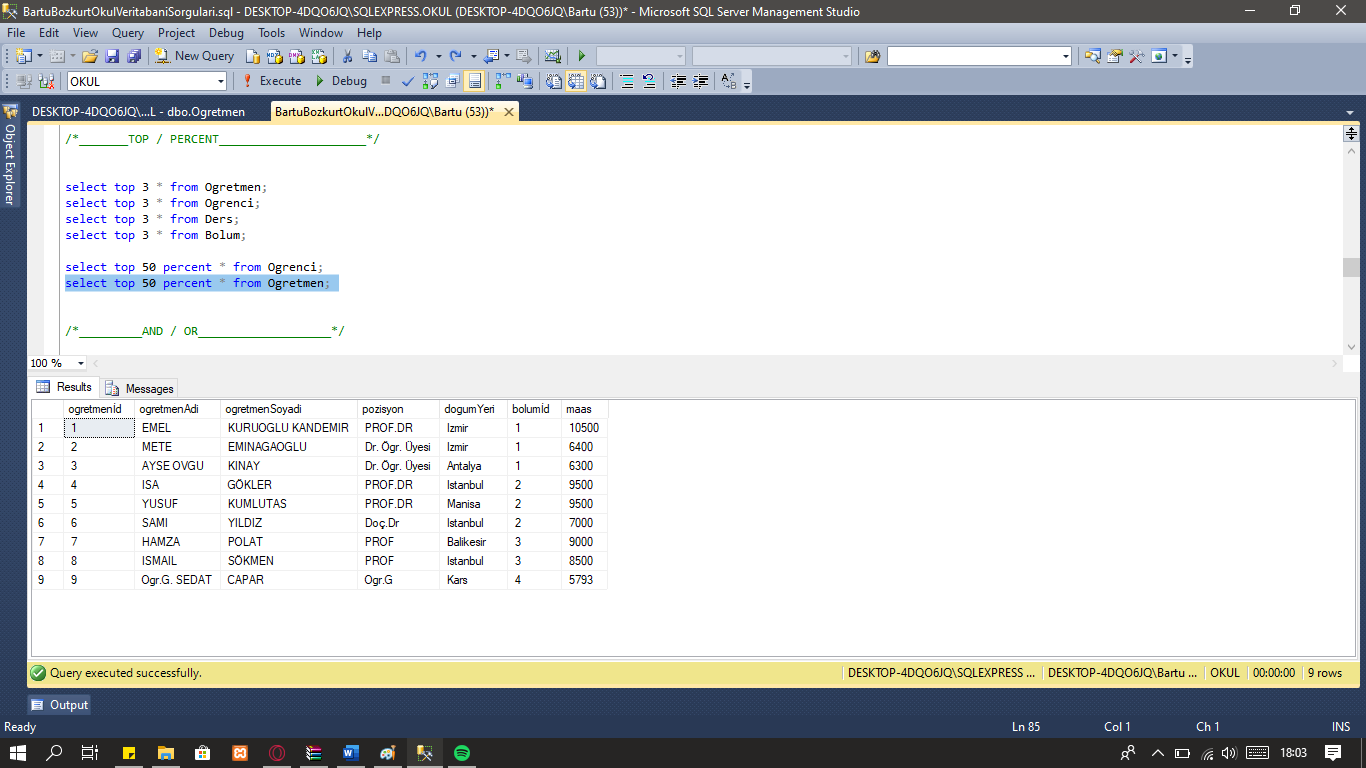 BartuBozkurtOkulVeritabaniSorgulari.sql - DESKTOP-4DQO6JQ\SQLEXPRESS.OKUL (DESKTOP-4DQO6JQ\Bartu (53))* - Microsoft SQL Server Management Studio
File Edit View Query Project Debug Tools Window Help
New Query
OKUL Execute Debug
DESKTOP-4DQO6JQ\...L - dbo.Ogretmen BartuBozkurtOkulV...DQO6JQ\Bartu (53))*
Object Explorer
/*_______TOP / PERCENT_____________________*/
select top 3 * from Ogretmen;
select top 3 * from Ogrenci;
select top 3 * from Ders;
select top 3 * from Bolum;
select top 50 percent * from Ogrenci;
select top 50 percent * from Ogretmen;
/*_________AND / OR___________________*/
100 %
Results Messages
ogretmenId ogretmenAdi ogretmenSoyadi pozisyon dogumYeri bolumId maas
1 1 EMEL KURUOGLU KANDEMIR PROF.DR Izmir 1 10500
2 2 METE EMINAGAOGLU Dr. Ögr. Üyesi Izmir 1 6400
3 3 AYSE OVGU KINAY Dr. Ögr. Üyesi Antalya 1 6300
4 4 ISA GÖKLER PROF.DR Istanbul 2 9500
5 5 YUSUF KUMLUTAS PROF.DR Manisa 2 9500
6 6 SAMI YILDIZ Doç.Dr Istanbul 2 7000
7 7 HAMZA POLAT PROF Balikesir 3 9000
8 8 ISMAIL SÖKMEN PROF Istanbul 3 8500
9 9 Ogr.G. SEDAT CAPAR Ogr.G Kars 4 5793
Query executed successfully. DESKTOP-4DQO6JQ\SQLEXPRESS ... DESKTOP-4DQO6JQ\Bartu ... OKUL 00:00:00 9 rows
Output
Ready Ln 85 Col 1 Ch 1 INS
18:03